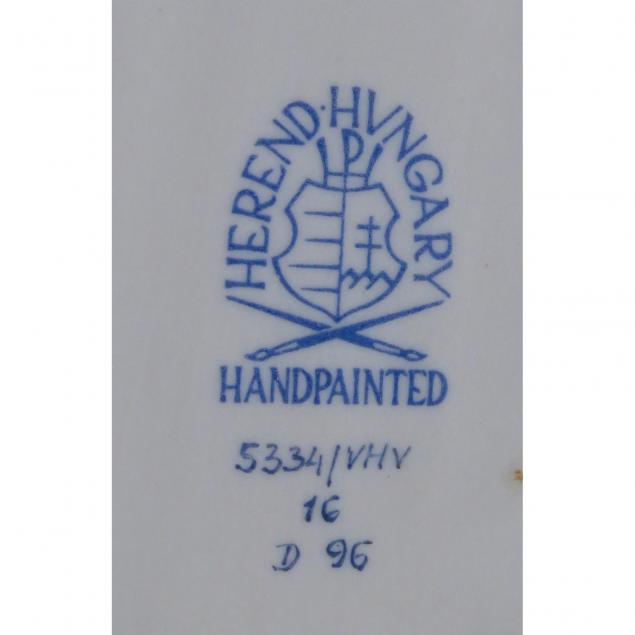 HEREND·HVNGARY
P
HANDPAINTED
5334/VHV
16
D 96